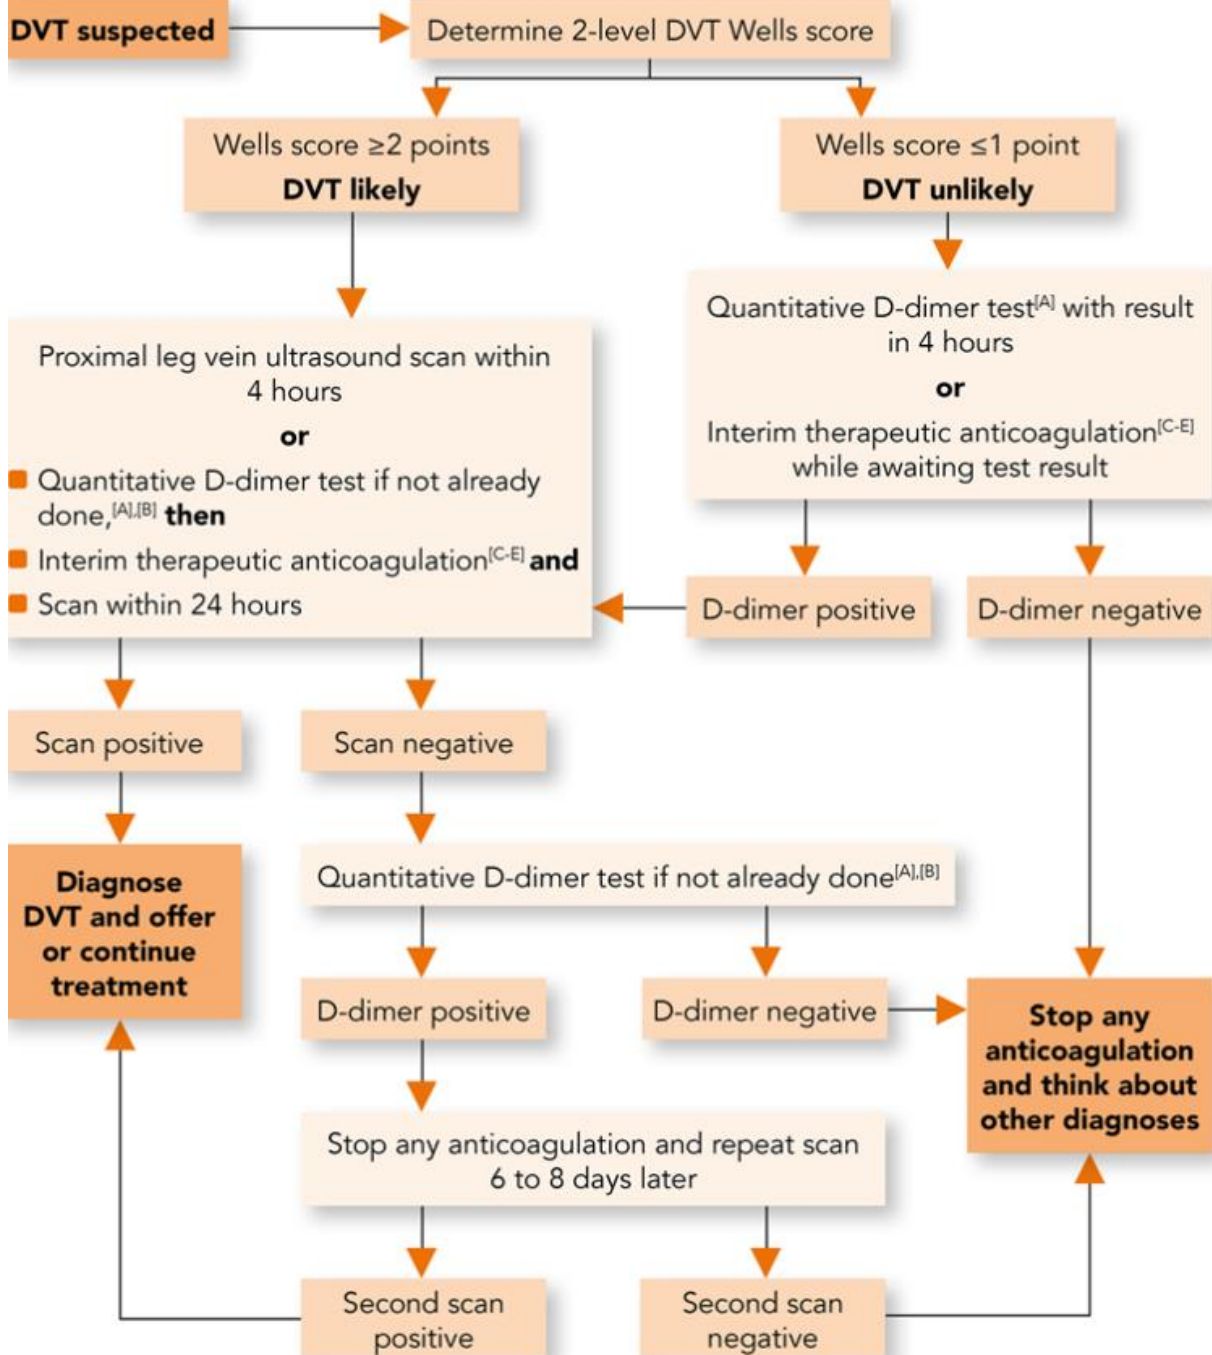 DVT suspected
Determine 2-level DVT Wells score
Wells score ≥2 points
DVT likely
Wells score ≤1 point
DVT unlikely
Quantitative D-dimer test[A] with result
in 4 hours
or
Interim therapeutic anticoagulation[C-E]
while awaiting test result
Proximal leg vein ultrasound scan within
4 hours
or
Quantitative D-dimer test if not already
done,[A],[B] then
Interim therapeutic anticoagulation[C-E] and
Scan within 24 hours
D-dimer positive
D-dimer negative
Scan positive
Scan negative
Diagnose
DVT and offer
or continue
treatment
Quantitative D-dimer test if not already done[A],[B]
D-dimer positive
D-dimer negative
Stop any
anticoagulation
and think about
other diagnoses
Stop any anticoagulation and repeat scan
6 to 8 days later
Second scan
positive
Second scan
negative